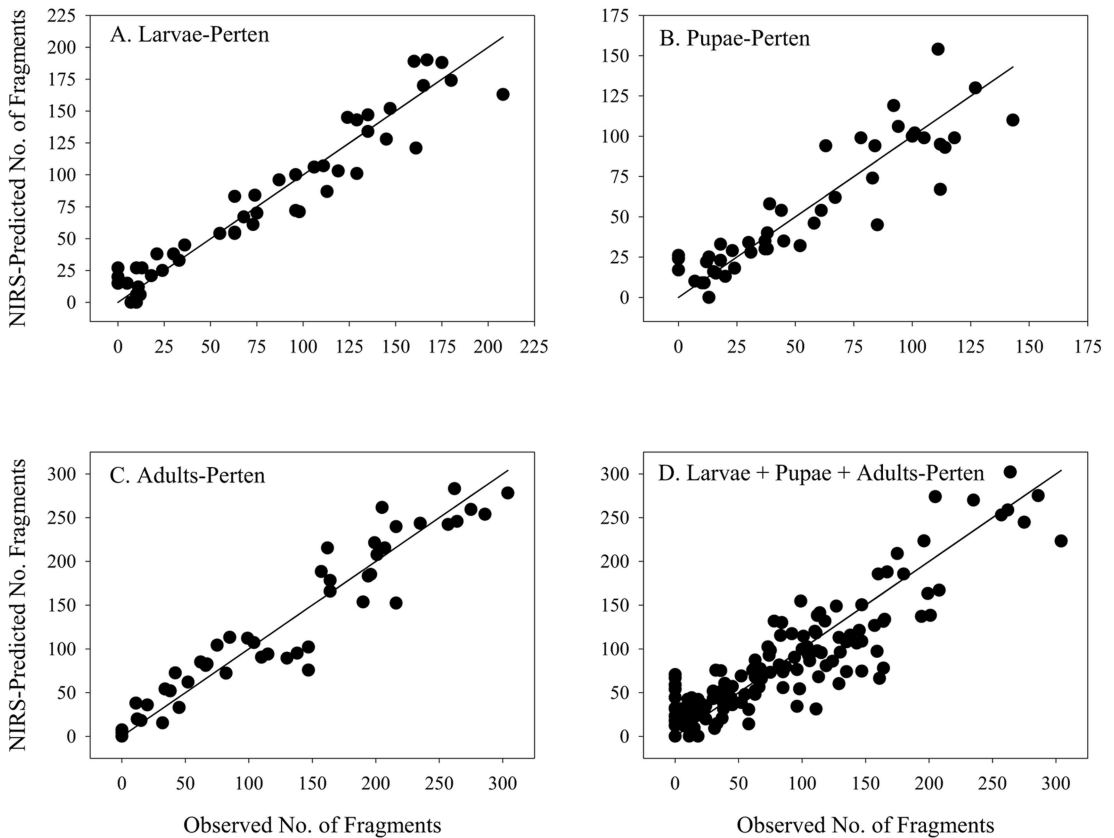 A. Larvae-Perten
NIRS-Predicted No. of Fragments
225
200
175
150
125
100
75
50
25
0
0 25 50 75 100 125 150 175 200 225
B. Pupae-Perten
175
150
125
100
75
50
25
0
0 25 50 75 100 125 150 175
C. Adults-Perten
NIRS-Predicted No. Fragments
300
250
200
150
100
50
0
0 50 100 150 200 250 300
Observed No. of Fragments
D. Larvae + Pupae + Adults-Perten
300
250
200
150
100
50
0
0 50 100 150 200 250 300
Observed No. of Fragments